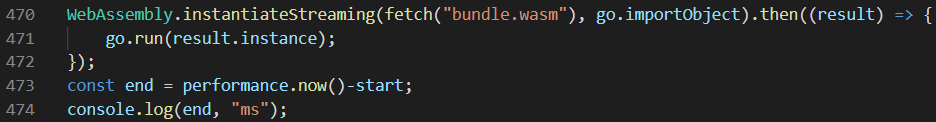 470 WebAssembly.instantiateStreaming(fetch("bundle.wasm"), go.importObject).then((result) => {
471     go.run(result.instance);
472 });
473 const end = performance.now()-start;
474 console.log(end, "ms");